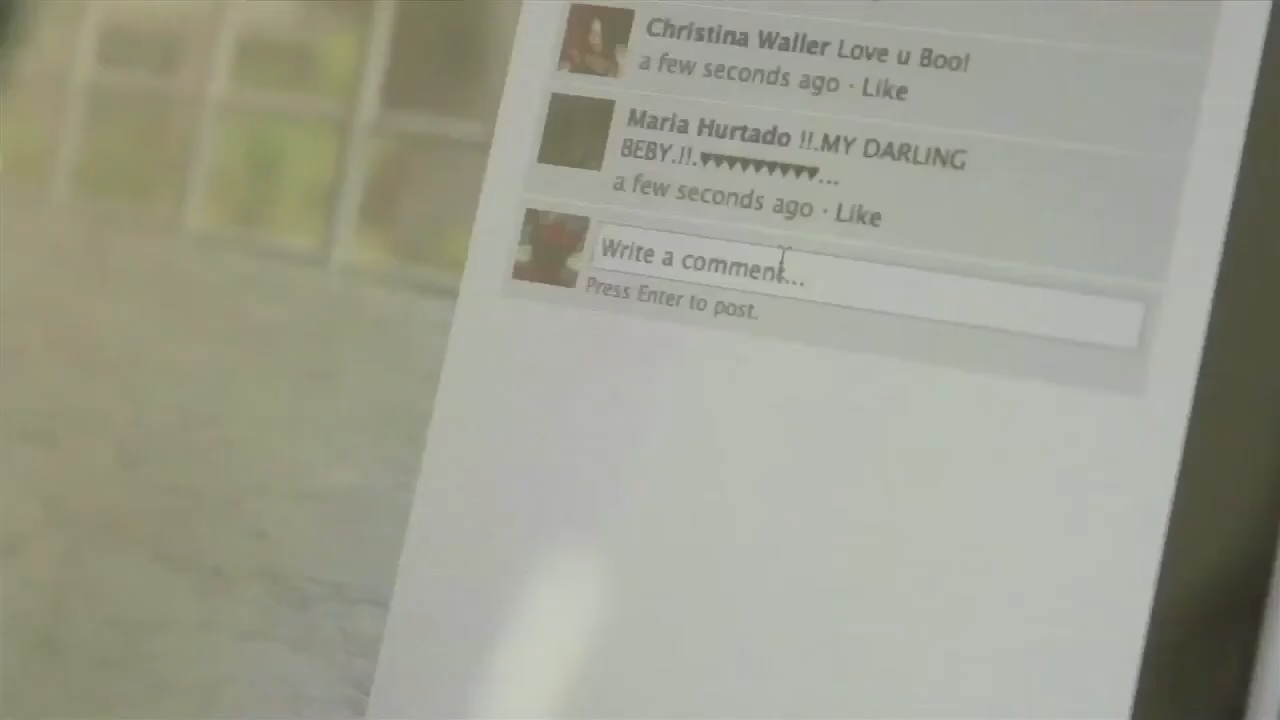 Christina Waller Love u Boo!
a few seconds ago · Like
Maria Hurtado !!.MY DARLING
BEBY.!!.♥♥♥♥♥♥♥♥♥...
a few seconds ago · Like
Write a comment...
Press Enter to post.